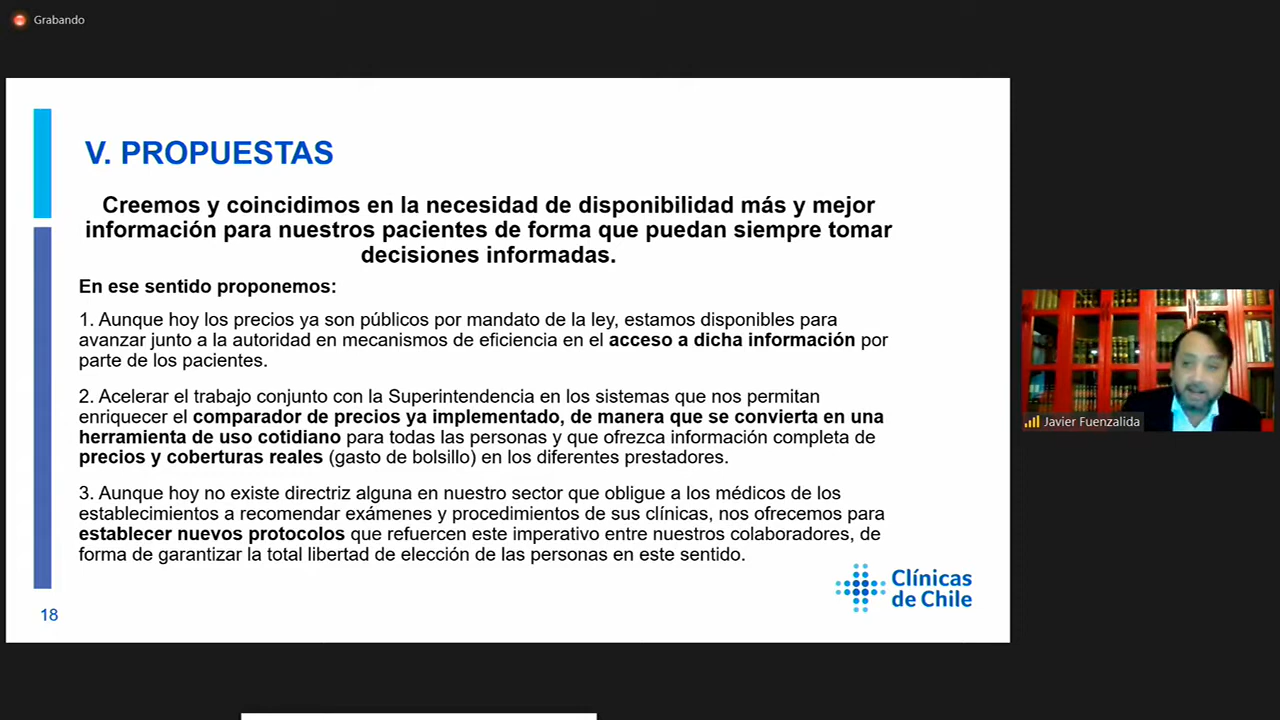 Grabando
V. PROPUESTAS
Creemos y coincidimos en la necesidad de disponibilidad más y mejor
información para nuestros pacientes de forma que puedan siempre tomar
decisiones informadas.
En ese sentido proponemos:
1. Aunque hoy los precios ya son públicos por mandato de la ley, estamos disponibles para
avanzar junto a la autoridad en mecanismos de eficiencia en el acceso a dicha información por
parte de los pacientes.
2. Acelerar el trabajo conjunto con la Superintendencia en los sistemas que nos permitan
enriquecer el comparador de precios ya implementado, de manera que se convierta en una
herramienta de uso cotidiano para todas las personas y que ofrezca información completa de
precios y coberturas reales (gasto de bolsillo) en los diferentes prestadores.
3. Aunque hoy no existe directriz alguna en nuestro sector que obligue a los médicos de los
establecimientos a recomendar exámenes y procedimientos de sus clínicas, nos ofrecemos para
establecer nuevos protocolos que refuercen este imperativo entre nuestros colaboradores, de
forma de garantizar la total libertad de elección de las personas en este sentido.
Clínicas
de Chile
18
Javier Fuenzalida